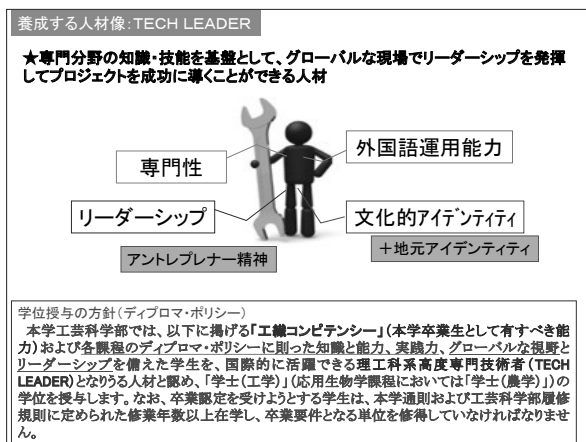 養成する人材像：TECH LEADER
★専門分野の知識・技能を基盤として、グローバルな現場でリーダーシップを発揮
してプロジェクトを成功に導くことができる人材
専門性
外国語運用能力
リーダーシップ
文化的アイデンティティ
アントレプレナー精神
＋地元アイデンティティ
学位授与の方針（ディプロマ・ポリシー）
本学工芸科学部では、以下に掲げる「工繊コンピテンシー」（本学卒業生として有すべき能
力）および各課程のディプロマ・ポリシーに則った知識と能力、実践力、グローバルな視野と
リーダーシップを備えた学生を、国際的に活躍できる理工科系高度専門技術者（TECH
LEADER）となりうる人材と認め、「学士（工学）」（応用生物学課程においては「学士（農学）」）の
学位を授与します。なお、卒業認定を受けようとする学生は、本学通則および工芸科学部履修
規則に定められた修業年数以上在学し、卒業要件となる単位を修得していなければなりませ
ん。